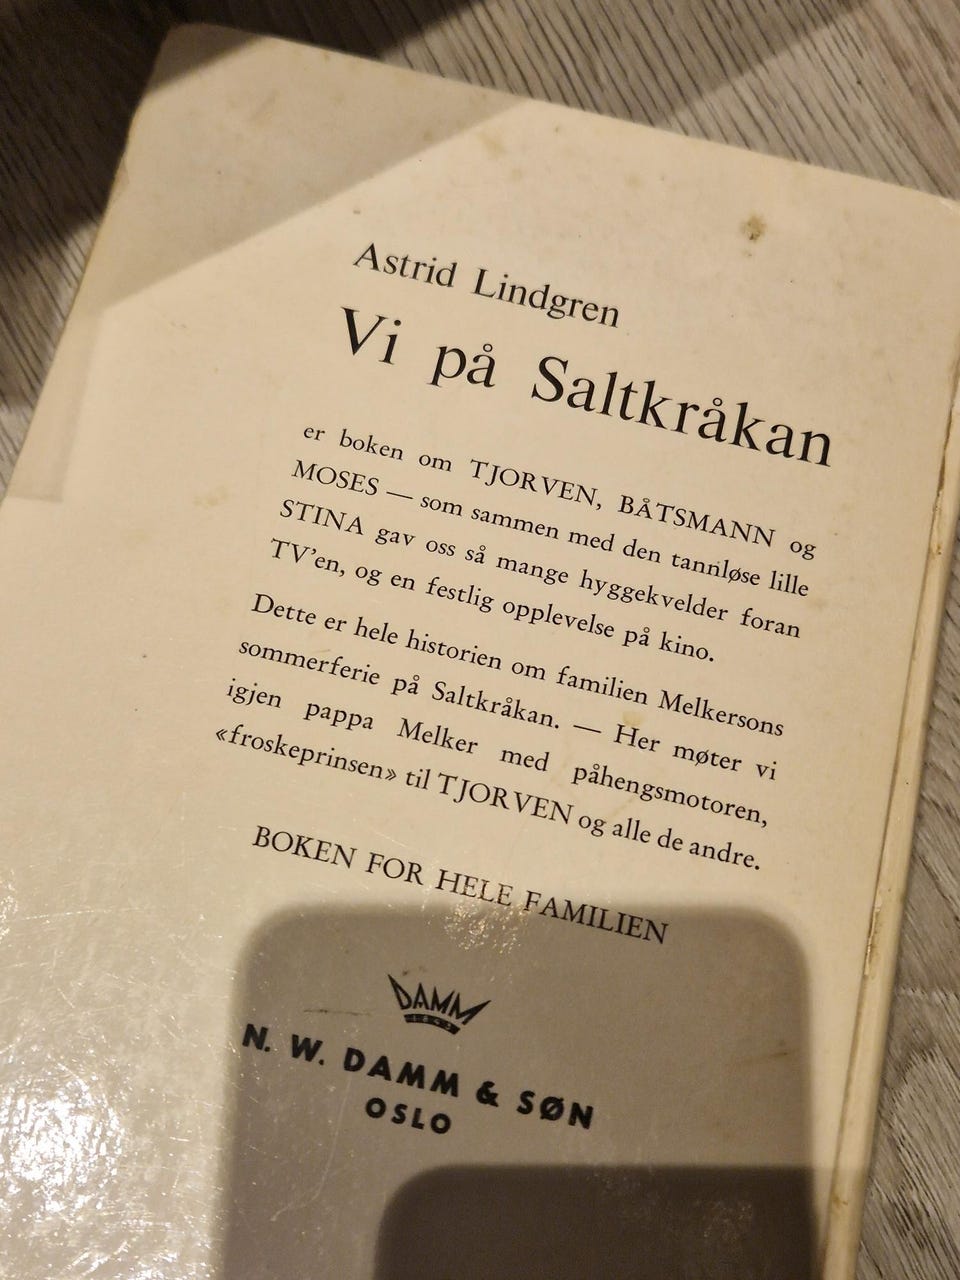 Astrid Lindgren
Vi på Saltkråkan
er boken om TJORVEN, BÅTSMANN og
MOSES — som sammen med den tannløse lille
STINA gav oss så mange hyggekvelder foran
TV'en, og en festlig opplevelse på kino.
Dette er hele historien om familien Melkersons
sommerferie på Saltkråkan. — Her møter vi
igjen pappa Melker med påhengsmotoren,
«froskeprinsen» til TJORVEN og alle de andre.
BOKEN FOR HELE FAMILIEN
DAMM
1843
N. W. DAMM & SØN
OSLO